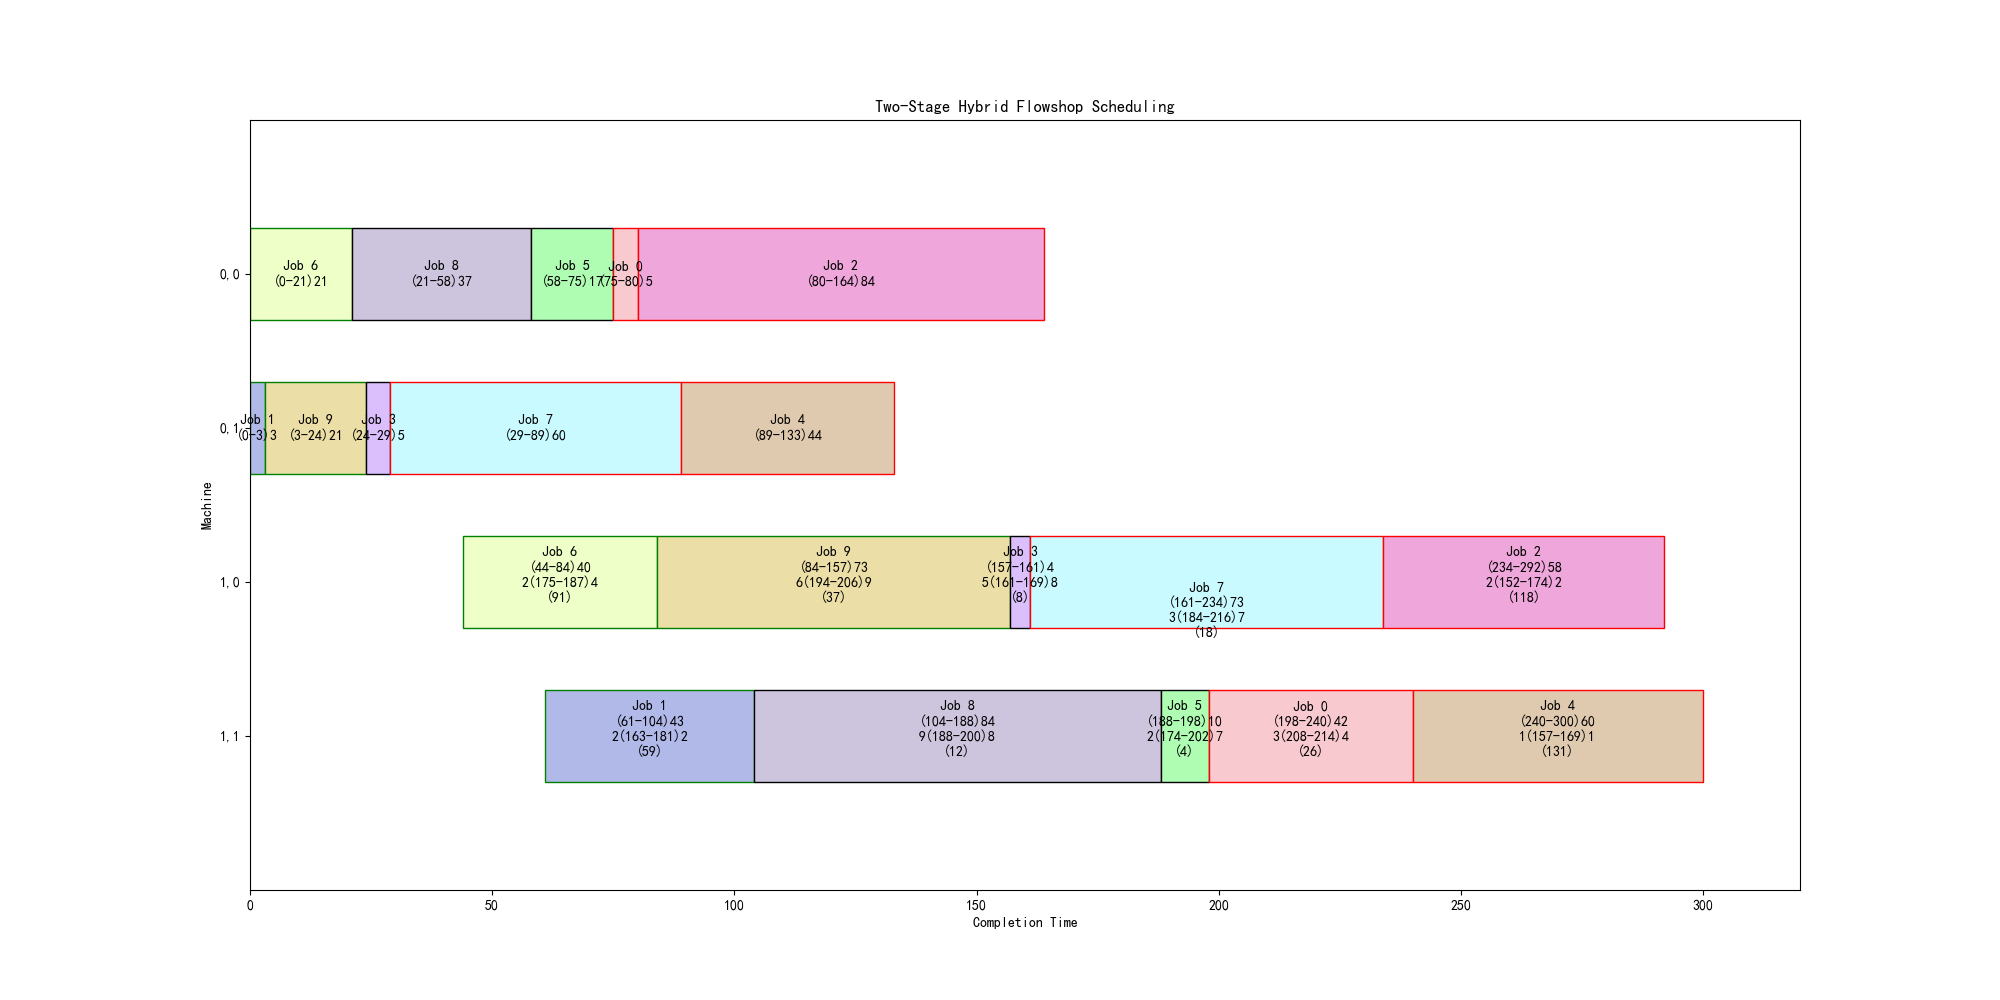 Two-Stage Hybrid Flowshop Scheduling
0,0
Job 6
(0-21)21
Job 8
(21-58)37
Job 5
(58-75)17
Job 0
(75-80)5
Job 2
(80-164)84
0,1
Job 1
(0-3)3
Job 9
(3-24)21
Job 3
(24-29)5
Job 7
(29-89)60
Job 4
(89-133)44
Machine
1,0
Job 6
(44-84)40
2(175-187)4
(91)
Job 9
(84-157)73
6(194-206)9
(37)
Job 3
(157-161)4
5(161-169)8
(8)
Job 7
(161-234)73
3(184-216)7
(18)
Job 2
(234-292)58
2(152-174)2
(118)
1,1
Job 1
(61-104)43
2(163-181)2
(59)
Job 8
(104-188)84
9(188-200)8
(12)
Job 5
(188-198)10
2(174-202)7
(4)
Job 0
(198-240)42
3(208-214)4
(26)
Job 4
(240-300)60
1(157-169)1
(131)
0
50
100
150
200
250
300
Completion Time